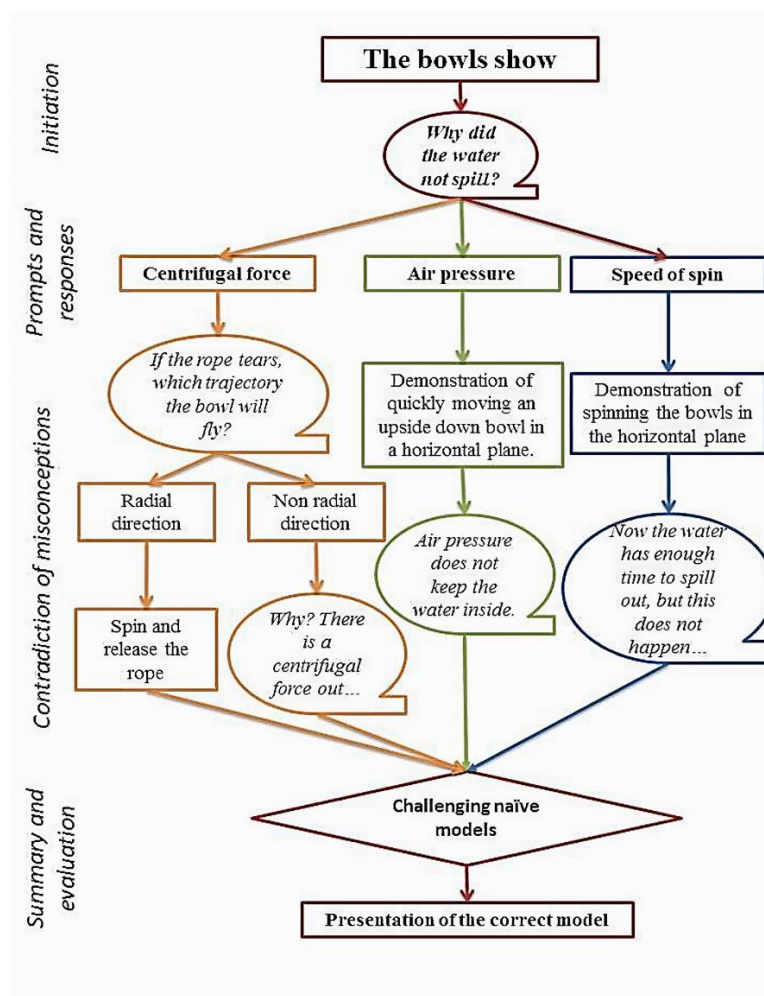 The bowls show
Initiation
Why did
the water
not spill?
Prompts and
responses
Centrifugal force
Air pressure
Speed of spin
Contradiction of misconceptions
If the rope tears,
which trajectory
the bowl will
fly?
Demonstration of
quickly moving an
upside down bowl in
a horizontal plane.
Demonstration of
spinning the bowls in
the horizontal plane
Radial
direction
Non radial
direction
Air pressure
does not
keep the
water inside.
Now the water
has enough
time to spill
out, but this
does not
happen...
Spin and
release the
rope
Why? There
is a
centrifugal
force out...
Summary and
evaluation
Challenging naïve
models
Presentation of the correct model